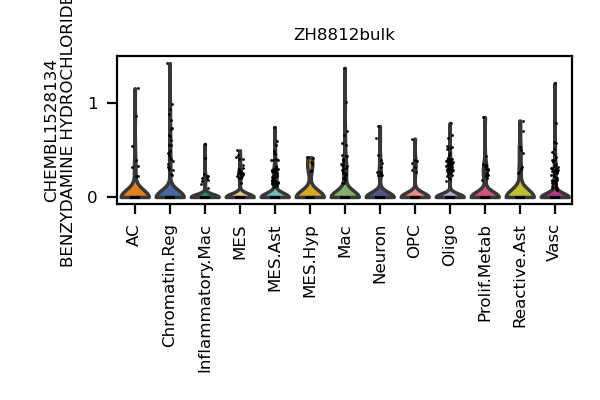 ZH8812bulk
CHEMBL1528134
BENZYDAMINE HYDROCHLORIDE
1
0
AC
Chromatin.Reg
Inflammatory.Mac
MES
MES.Ast
MES.Hyp
Mac
Neuron
OPC
Oligo
Prolif.Metab
Reactive.Ast
Vasc